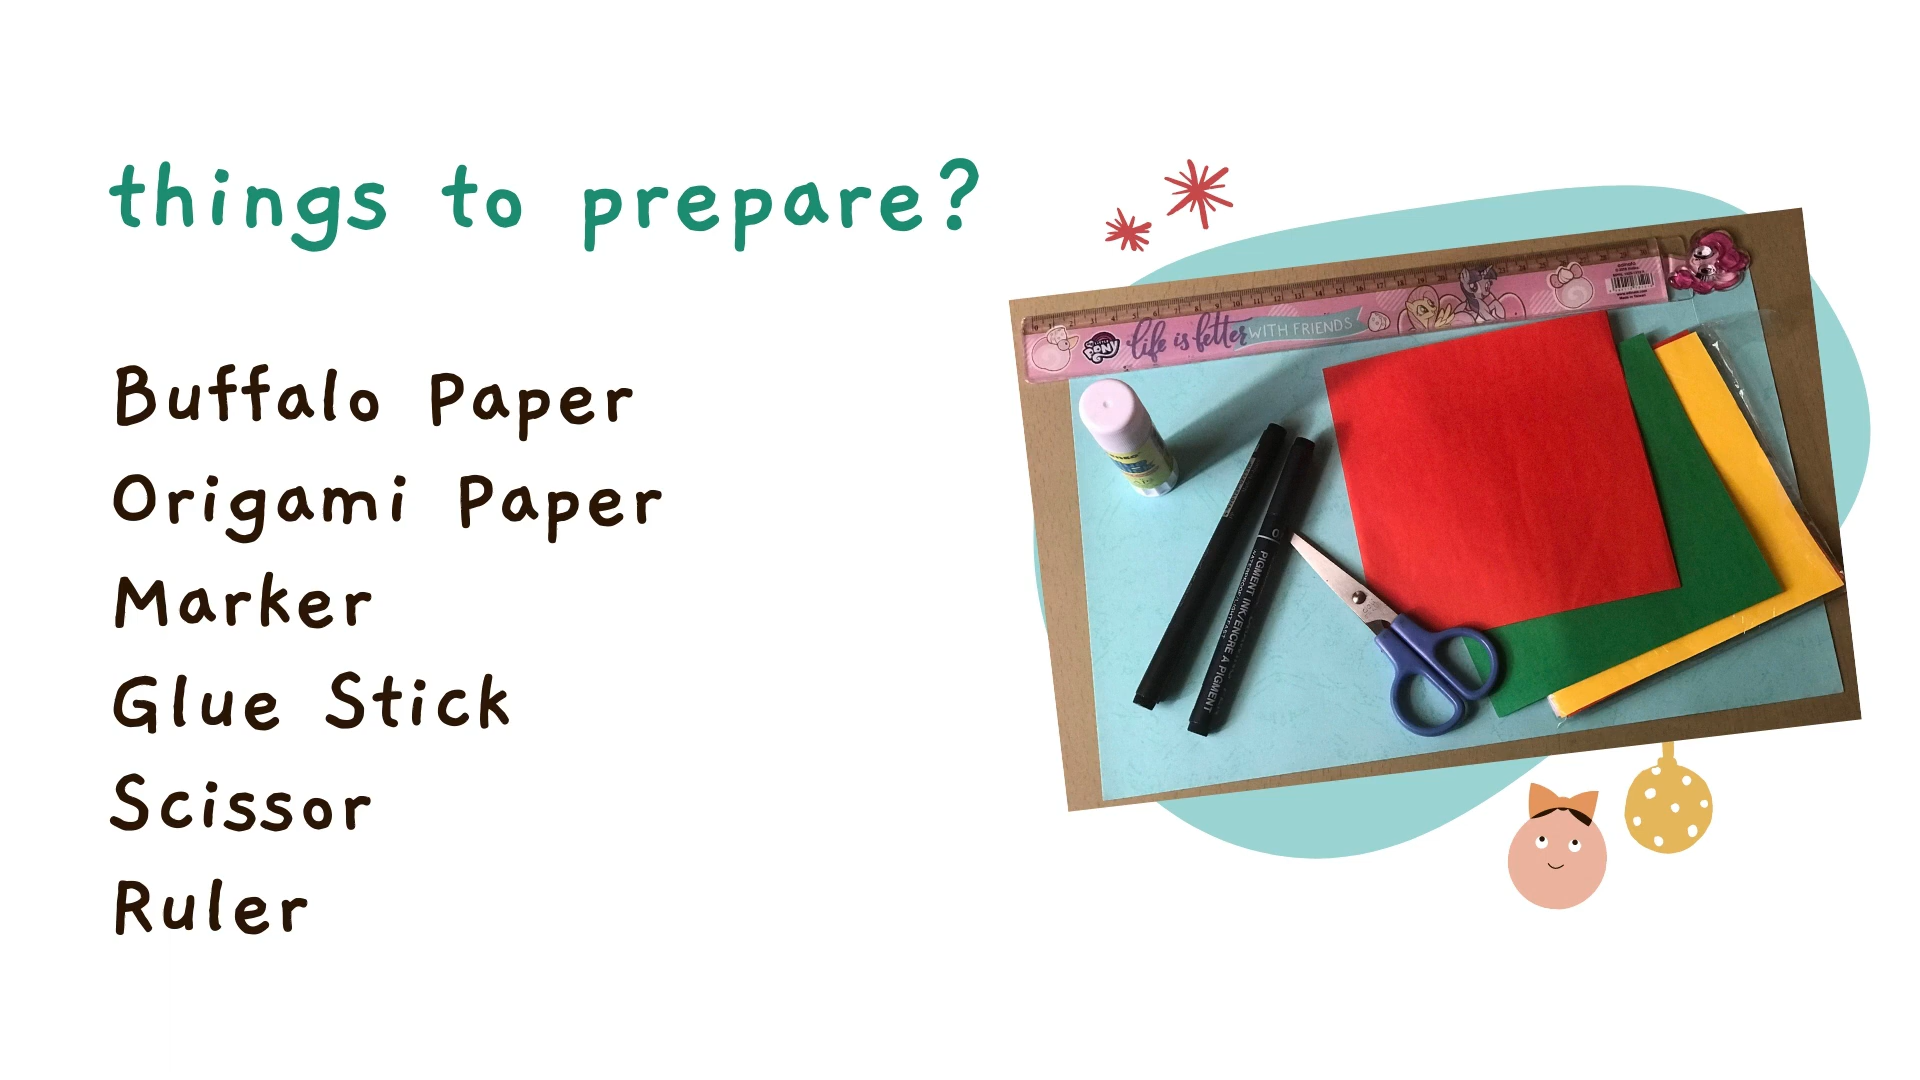 things to prepare?
Buffalo Paper
Origami Paper
Marker
Glue Stick
Scissor
Ruler
PONY
life is better WITH FRIENDS
PIGMENT INK/ENCRE A PIGMENT